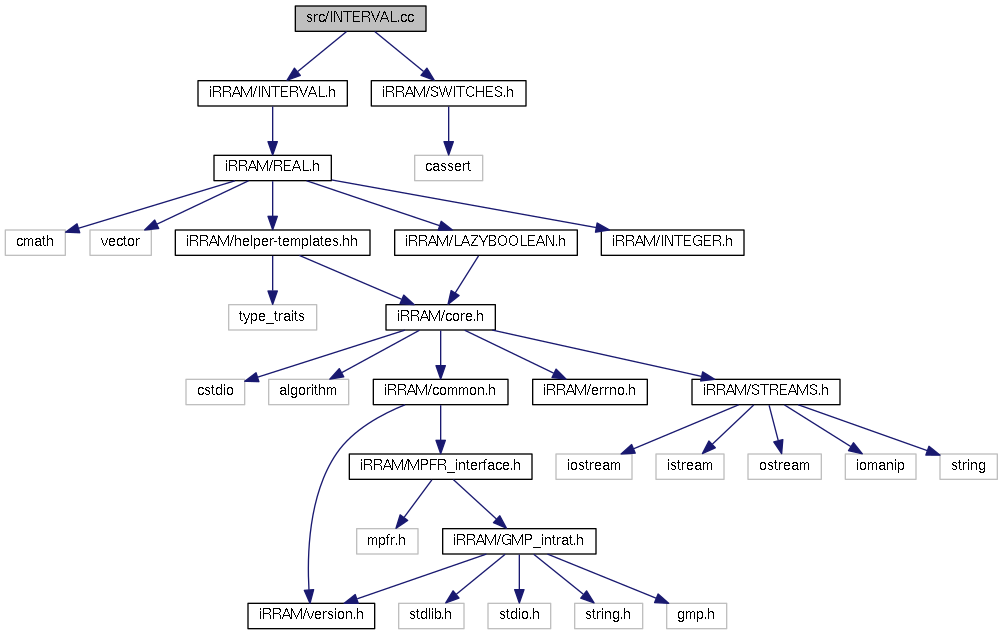 src/INTERVAL.cc
iRRAM/INTERVAL.h
iRRAM/SWITCHES.h
iRRAM/REAL.h
cassert
cmath
vector
iRRAM/helper-templates.hh
iRRAM/LAZYBOOLEAN.h
iRRAM/INTEGER.h
type_traits
iRRAM/core.h
cstdio
algorithm
iRRAM/common.h
iRRAM/errno.h
iRRAM/STREAMS.h
iRRAM/MPFR_interface.h
iostream
istream
ostream
iomanip
string
mpfr.h
iRRAM/GMP_intrat.h
iRRAM/version.h
stdlib.h
stdio.h
string.h
gmp.h